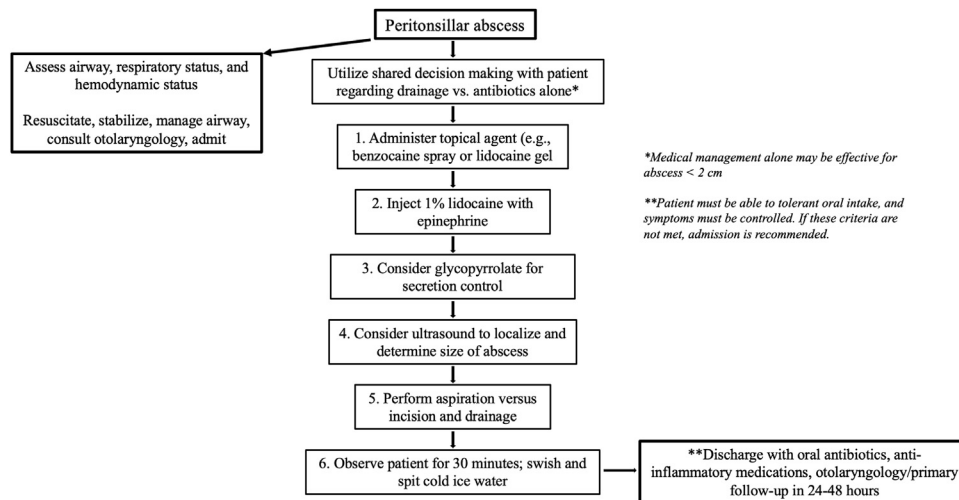 Peritonsillar abscess
Assess airway, respiratory status, and
hemodynamic status
Resuscitate, stabilize, manage airway,
consult otolaryngology, admit
Utilize shared decision making with patient
regarding drainage vs. antibiotics alone*
1. Administer topical agent (e.g.,
benzocaine spray or lidocaine gel
2. Inject 1% lidocaine with
epinephrine
3. Consider glycopyrrolate for
secretion control
4. Consider ultrasound to localize and
determine size of abscess
5. Perform aspiration versus
incision and drainage
6. Observe patient for 30 minutes; swish and
spit cold ice water
*Medical management alone may be effective for
abscess < 2 cm
**Patient must be able to tolerant oral intake, and
symptoms must be controlled. If these criteria are
not met, admission is recommended.
**Discharge with oral antibiotics, anti-
inflammatory medications, otolaryngology/primary
follow-up in 24-48 hours